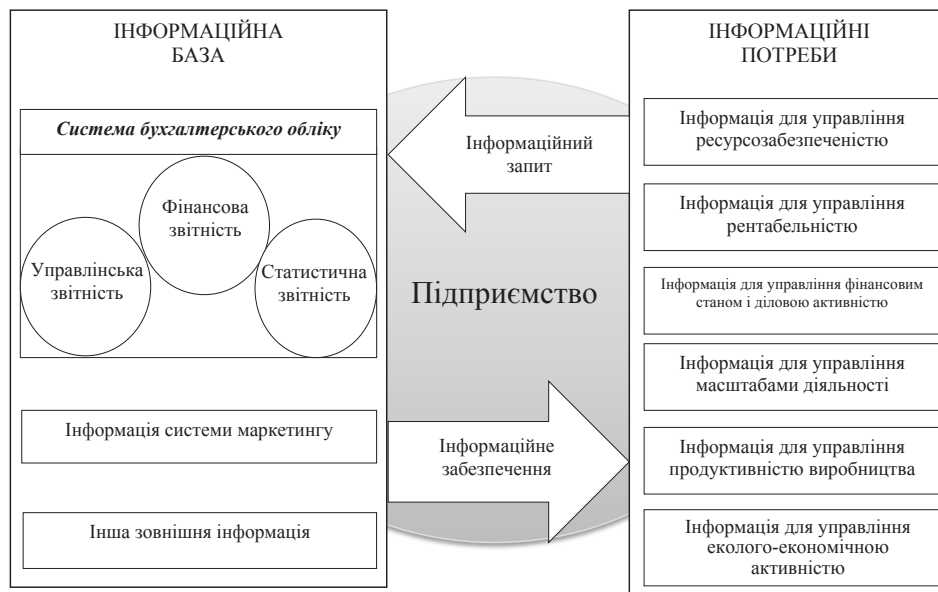 ІНФОРМАЦІЙНА
БАЗА
Система бухгалтерського обліку
Фінансова
звітність
Управлінська
звітність
Статистична
звітність
Інформація системи маркетингу
Інша зовнішня інформація
Інформаційний
запит
Підприємство
Інформаційне
забезпечення
ІНФОРМАЦІЙНІ
ПОТРЕБИ
Інформація для управління
ресурсозабезпеченістю
Інформація для управління
рентабельністю
Інформація для управління фінансовим
станом і діловою активністю
Інформація для управління
масштабами діяльності
Інформація для управління
продуктивністю виробництва
Інформація для управління
еколого-економічною
активністю